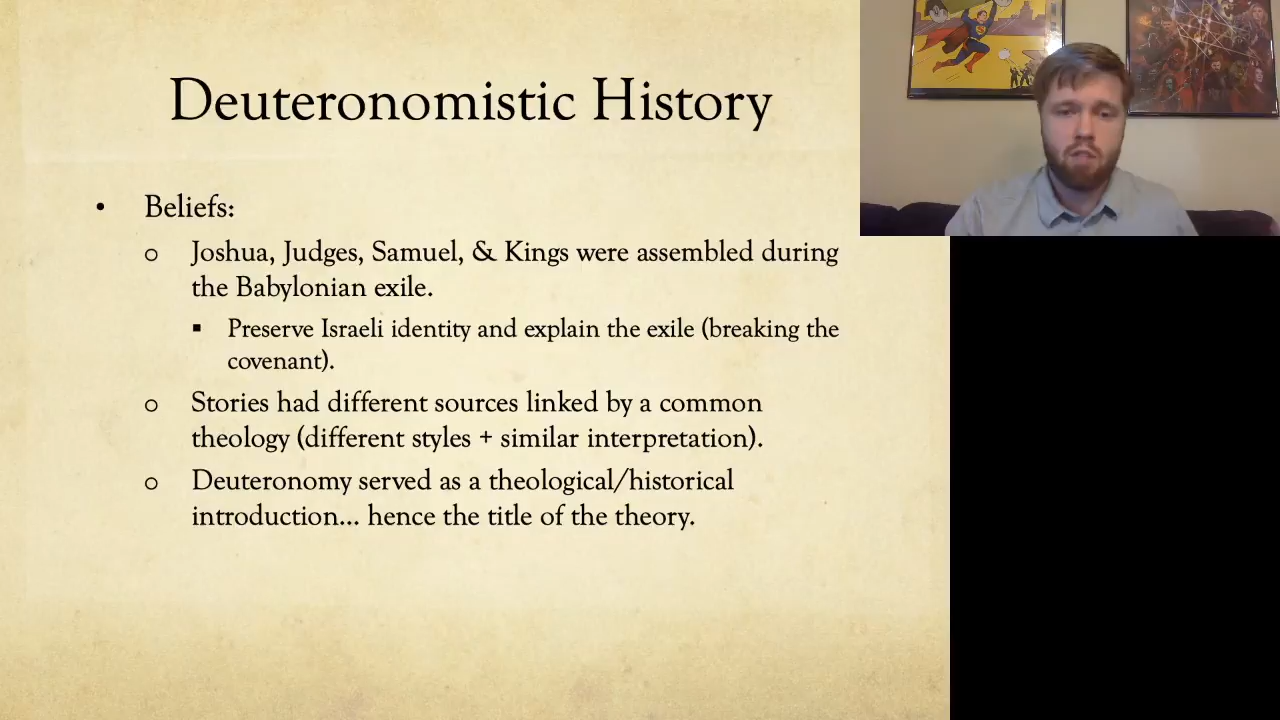 Deuteronomistic History
• Beliefs:
o Joshua, Judges, Samuel, & Kings were assembled during
the Babylonian exile.
▪ Preserve Israeli identity and explain the exile (breaking the
covenant).
o Stories had different sources linked by a common
theology (different styles + similar interpretation).
o Deuteronomy served as a theological/historical
introduction... hence the title of the theory.